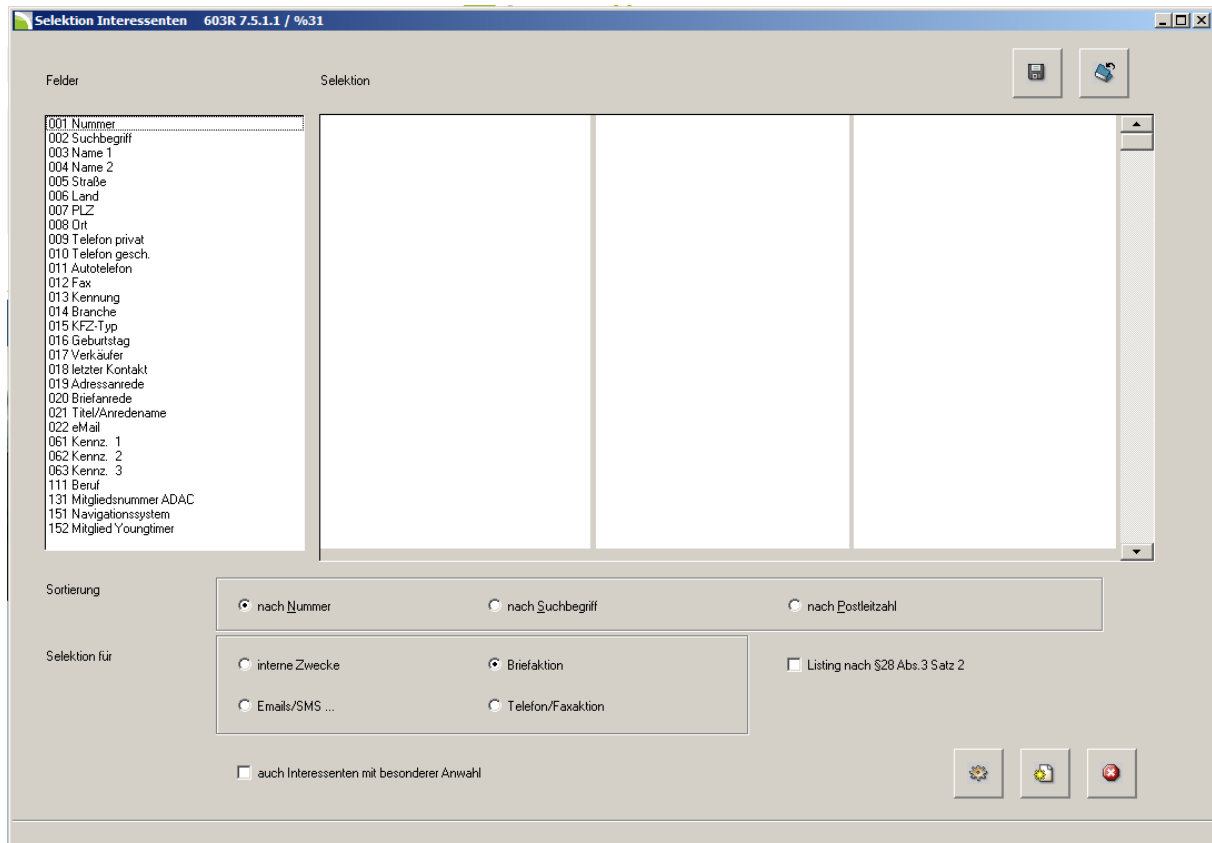 Selektion Interessenten 603R 7.5.1.1 / %31
Felder
Selektion
001 Nummer
002 Suchbegriff
003 Name 1
004 Name 2
005 Straße
006 Land
007 PLZ
008 Ort
009 Telefon privat
010 Telefon gesch.
011 Autotelefon
012 Fax
013 Kennung
014 Branche
015 KFZ-Typ
016 Geburtstag
017 Verkäufer
018 letzter Kontakt
019 Adressanrede
020 Briefanrede
021 Titel/Anredename
022 eMail
061 Kennz. 1
062 Kennz. 2
063 Kennz. 3
111 Beruf
131 Mitgliedsnummer ADAC
151 Navigationssystem
152 Mitglied Youngtimer
Sortierung
nach Nummer
nach Suchbegriff
nach Postleitzahl
Selektion für
interne Zwecke
Briefaktion
Listing nach §28 Abs.3 Satz 2
Emails/SMS ...
Telefon/Faxaktion
auch Interessenten mit besonderer Anwahl